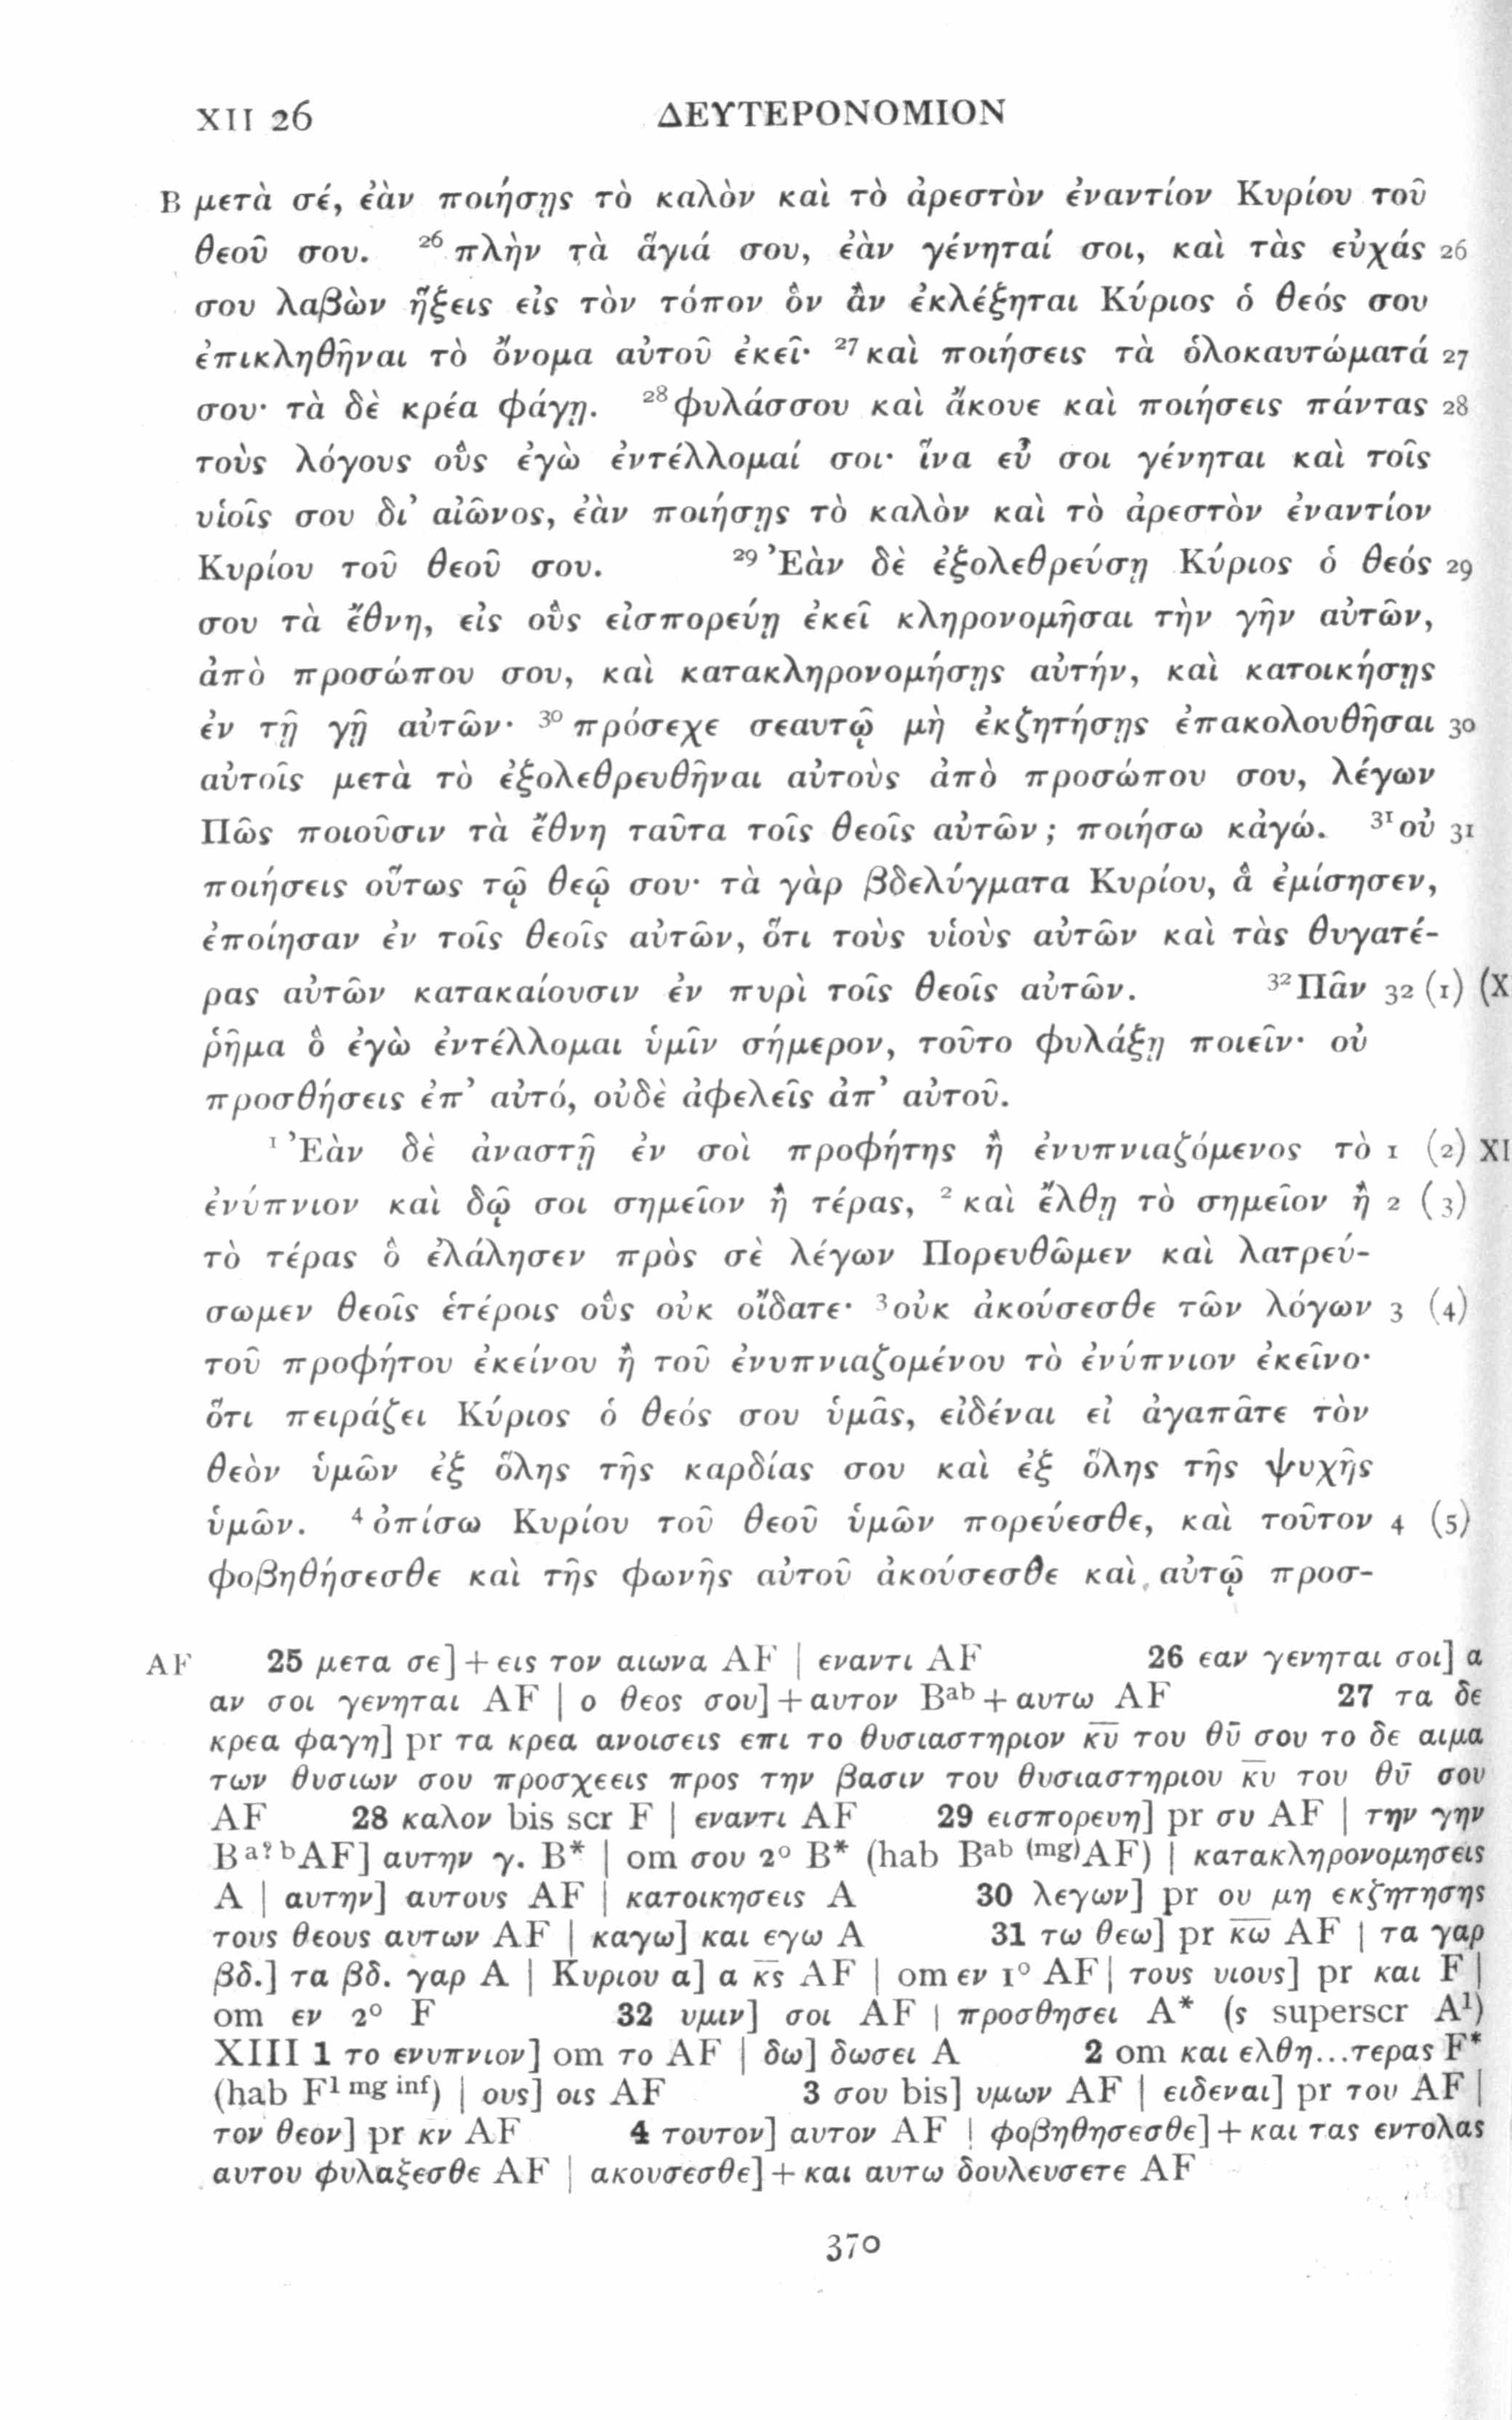 XII 26 ΔΕΥΤΕΡΟΝΟΜΙΟΝ
B μετὰ σέ, ἐὰν ποιήσῃς τὸ καλὸν καὶ τὸ ἀρεστὸν ἐναντίον Κυρίου τοῦ
θεοῦ σου. ²⁶ πλὴν τὰ ἅγιά σου, ἐὰν γένηταί σοι, καὶ τὰς εὐχάς 26
σου λαβὼν ἥξεις εἰς τὸν τόπον ὃν ἂν ἐκλέξηται Κύριος ὁ θεός σου
ἐπικληθῆναι τὸ ὄνομα αὐτοῦ ἐκεῖ· ²⁷ καὶ ποιήσεις τὰ ὁλοκαυτώματά 27
σου· τὰ δὲ κρέα φάγῃ. ²⁸ φυλάσσου καὶ ἄκουε καὶ ποιήσεις πάντας 28
τοὺς λόγους οὓς ἐγὼ ἐντέλλομαί σοι· ἵνα εὖ σοι γένηται καὶ τοῖς
υἱοῖς σου δι’ αἰῶνος, ἐὰν ποιήσῃς τὸ καλὸν καὶ τὸ ἀρεστὸν ἐναντίον
Κυρίου τοῦ θεοῦ σου. ²⁹ Ἐὰν δὲ ἐξολεθρεύσῃ Κύριος ὁ θεός 29
σου τὰ ἔθνη, εἰς οὓς εἰσπορεύῃ ἐκεῖ κληρονομῆσαι τὴν γῆν αὐτῶν,
ἀπὸ προσώπου σου, καὶ κατακληρονομήσῃς αὐτήν, καὶ κατοικήσῃς
ἐν τῇ γῇ αὐτῶν· ³⁰ πρόσεχε σεαυτῷ μὴ ἐκζητήσῃς ἐπακολουθῆσαι 30
αὐτοῖς μετὰ τὸ ἐξολεθρευθῆναι αὐτοὺς ἀπὸ προσώπου σου, λέγων
Πῶς ποιοῦσιν τὰ ἔθνη ταῦτα τοῖς θεοῖς αὐτῶν; ποιήσω κἀγώ. ³¹ οὐ 31
ποιήσεις οὕτως τῷ θεῷ σου· τὰ γὰρ βδελύγματα Κυρίου, ἃ ἐμίσησεν,
ἐποίησαν ἐν τοῖς θεοῖς αὐτῶν, ὅτι τοὺς υἱοὺς αὐτῶν καὶ τὰς θυγατέ-
ρας αὐτῶν κατακαίουσιν ἐν πυρὶ τοῖς θεοῖς αὐτῶν. ³² Πᾶν 32 (1) (X
ῥῆμα ὃ ἐγὼ ἐντέλλομαι ὑμῖν σήμερον, τοῦτο φυλάξῃ ποιεῖν· οὐ
προσθήσεις ἐπ’ αὐτό, οὐδὲ ἀφελεῖς ἀπ’ αὐτοῦ.
¹ Ἐὰν δὲ ἀναστῇ ἐν σοὶ προφήτης ἢ ἐνυπνιαζόμενος τὸ 1 (2) XI
ἐνύπνιον καὶ δῷ σοι σημεῖον ἢ τέρας, ² καὶ ἔλθῃ τὸ σημεῖον ἢ 2 (3)
τὸ τέρας ὃ ἐλάλησεν πρὸς σὲ λέγων Πορευθῶμεν καὶ λατρεύ-
σωμεν θεοῖς ἑτέροις οὓς οὐκ οἴδατε· ³ οὐκ ἀκούσεσθε τῶν λόγων 3 (4)
τοῦ προφήτου ἐκείνου ἢ τοῦ ἐνυπνιαζομένου τὸ ἐνύπνιον ἐκεῖνο·
ὅτι πειράζει Κύριος ὁ θεός σου ὑμᾶς, εἰδέναι εἰ ἀγαπᾶτε τὸν
θεὸν ὑμῶν ἐξ ὅλης τῆς καρδίας σου καὶ ἐξ ὅλης τῆς ψυχῆς
ὑμῶν. ⁴ ὀπίσω Κυρίου τοῦ θεοῦ ὑμῶν πορεύεσθε, καὶ τοῦτον 4 (5)
φοβηθήσεσθε καὶ τῆς φωνῆς αὐτοῦ ἀκούσεσθε καὶ αὐτῷ προσ-
AF 25 μετα σε] + εις τον αιωνα AF | εναντι AF 26 εαν γενηται σοι] α
αν σοι γενηται AF | ο θεος σου] + αυτον Bᵃᵇ + αυτω AF 27 τα δε
κρεα φαγη] pr τα κρεα ανοισεις επι το θυσιαστηριον κ̅υ̅ του θ̅υ̅ σου το δε αιμα
των θυσιων σου προσχεεις προς την βασιν του θυσιαστηριου κ̅υ̅ του θ̅υ̅ σου
AF 28 καλον bis scr F | εναντι AF 29 εισπορευη] pr συ AF | την γην
Bᵃ?ᵇAF] αυτην γ. B* | om σου 2° B* (hab Bᵃᵇ ⁽ᵐᵍ⁾AF) | κατακληρονομησεις
A | αυτην] αυτους AF | κατοικησεις A 30 λεγων] pr ου μη εκζητησης
τους θεους αυτων AF | καγω] και εγω A 31 τω θεω] pr κ̅ω̅ AF | τα γαρ
βδ.] τα βδ. γαρ A | Κυριου α] α κ̅ς̅ AF | om εν 1° AF | τους υιους] pr και F |
om εν 2° F 32 υμιν] σοι AF | προσθησει A* (ς superscr A¹)
XIII 1 το ενυπνιον] om το AF | δω] δωσει A 2 om και ελθη...τερας F*
(hab F¹ ᵐᵍ ⁱⁿᶠ) | ους] οις AF 3 σου bis] υμων AF | ειδεναι] pr του AF |
τον θεον] pr κ̅ν̅ AF 4 τουτον] αυτον AF | φοβηθησεσθε] + και τας εντολας
αυτου φυλαξεσθε AF | ακουσεσθε] + και αυτω δουλευσετε AF
370